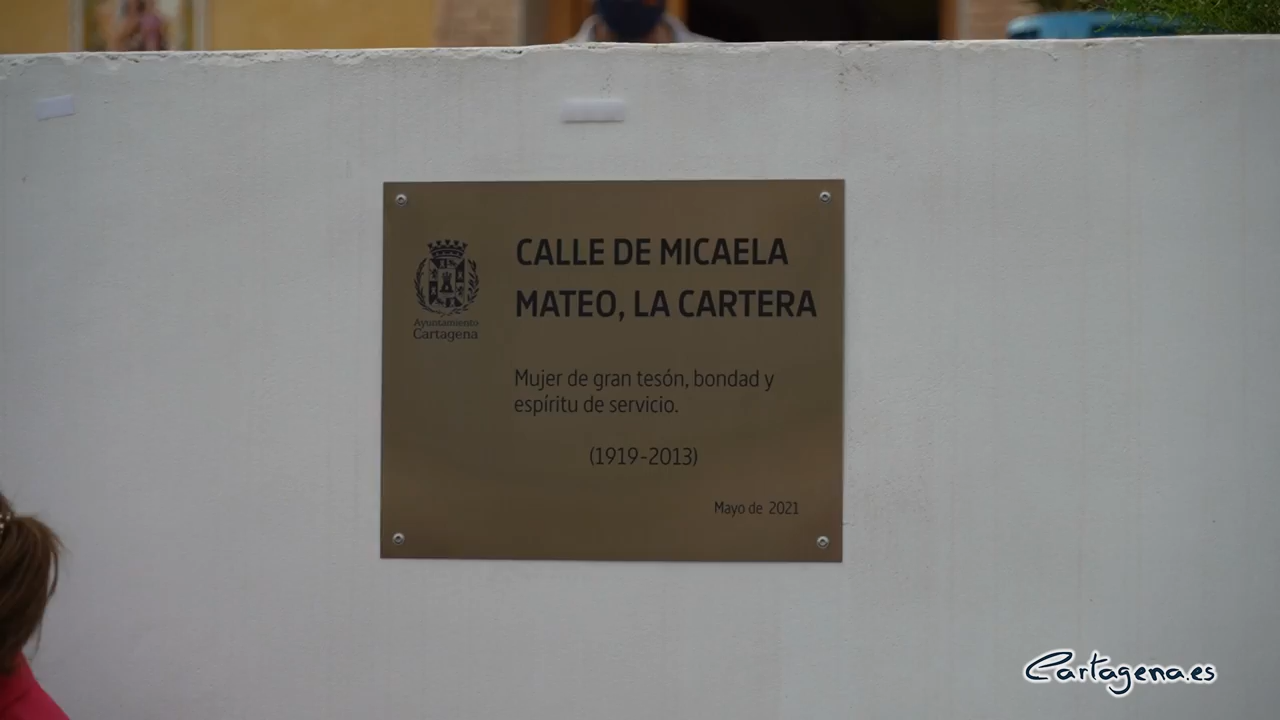 CALLE DE MICAELA
MATEO, LA CARTERA
Ayuntamiento
Cartagena
Mujer de gran tesón, bondad y
espíritu de servicio.
(1919-2013)
Mayo de 2021
Cartagena.es